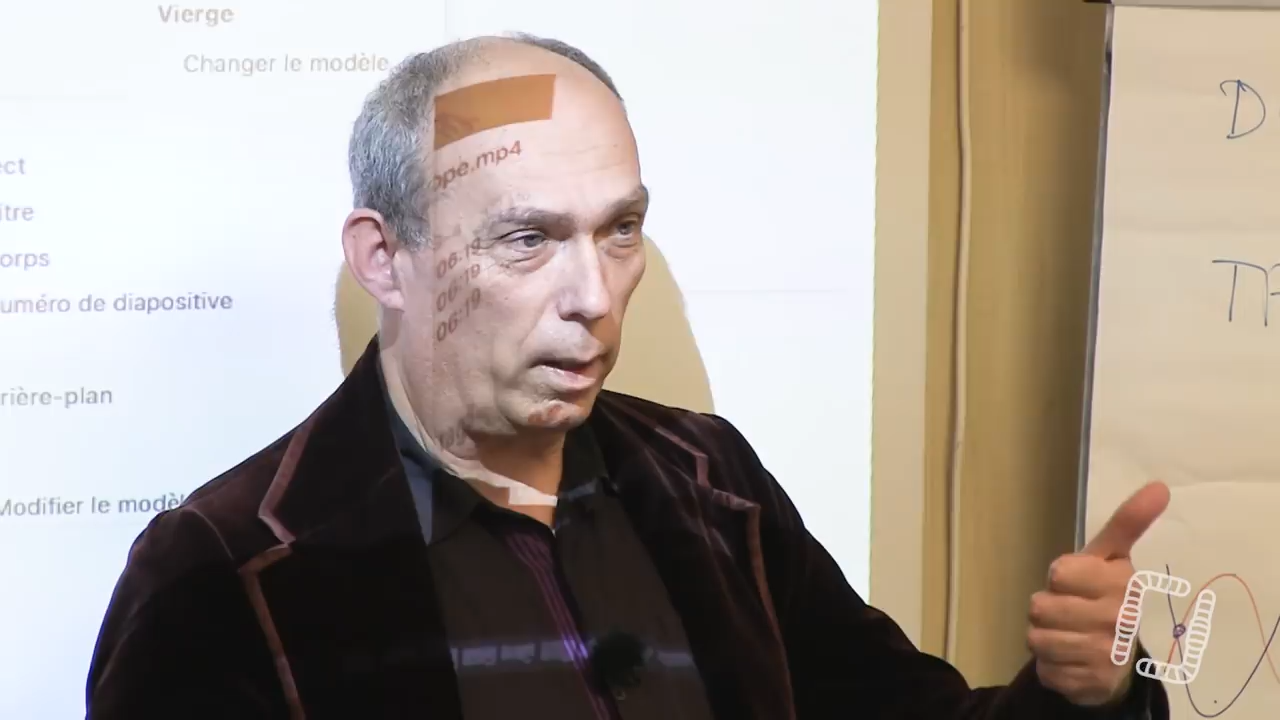 Vierge
Changer le modèle
ect
itre
orps
uméro de diapositive
rière-plan
Modifier le modèl
ope.mp4
06:19
06:19
06:19
D